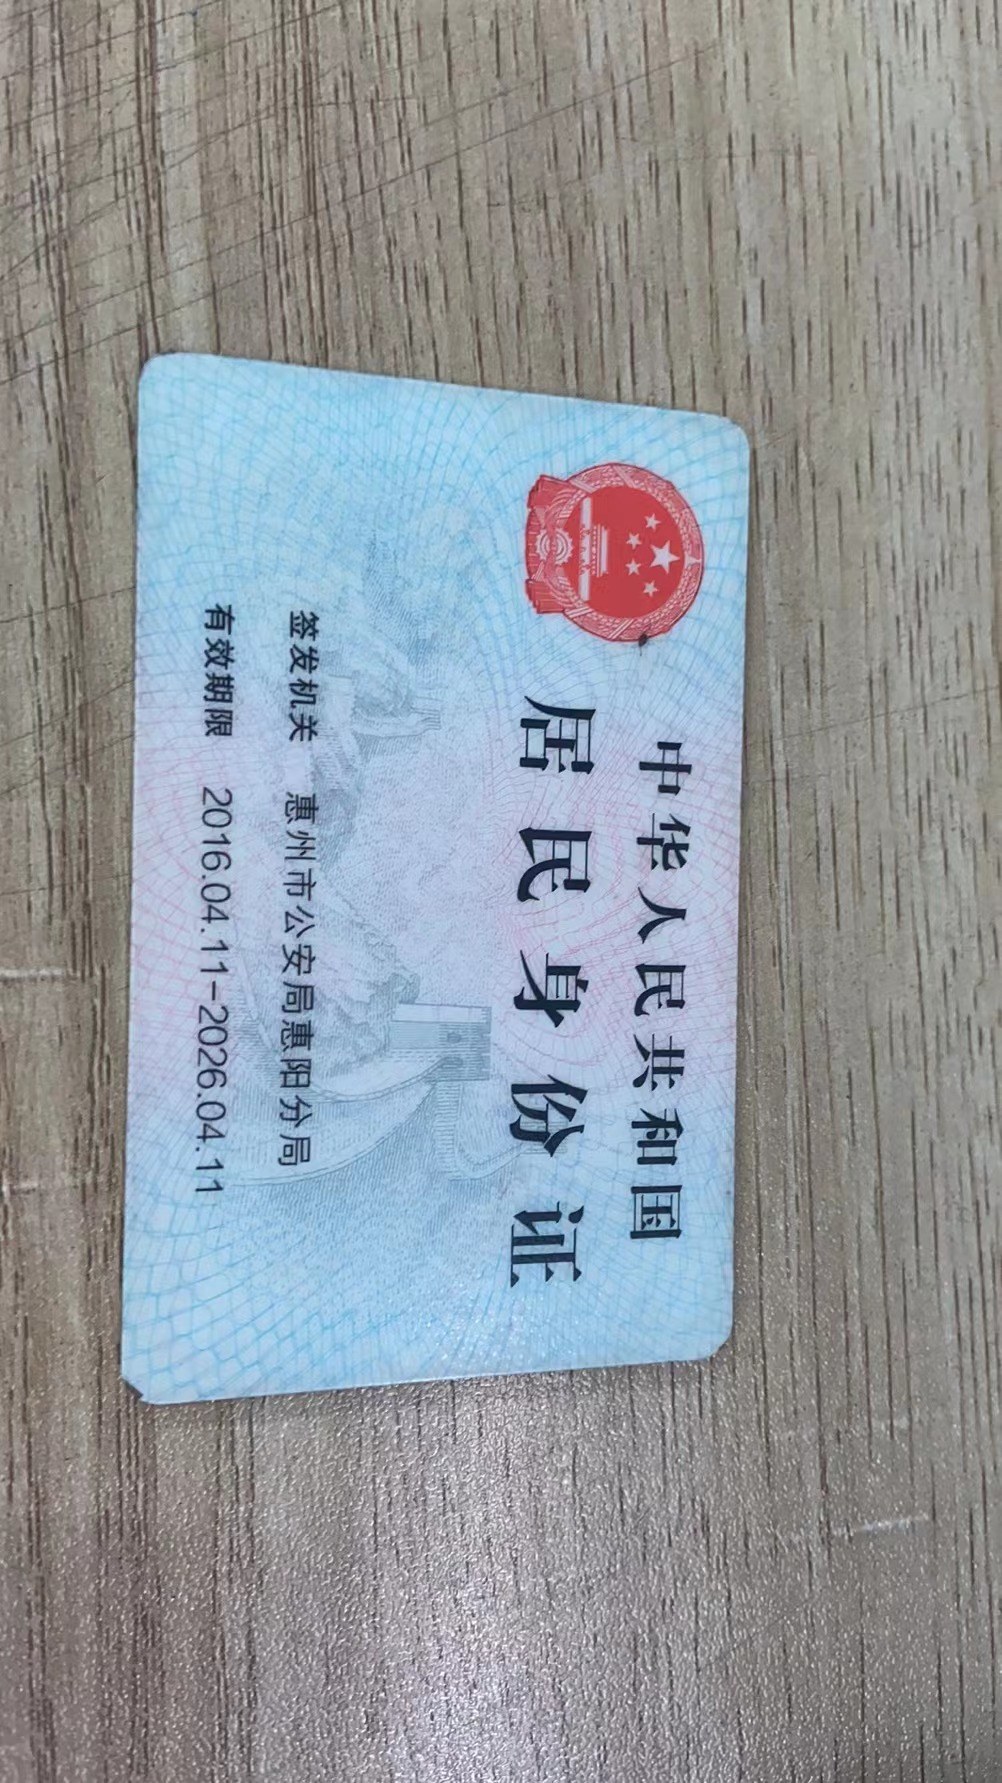 中华人民共和国
居民身份证
签发机关 惠州市公安局惠阳分局
有效期限 2016.04.11-2026.04.11